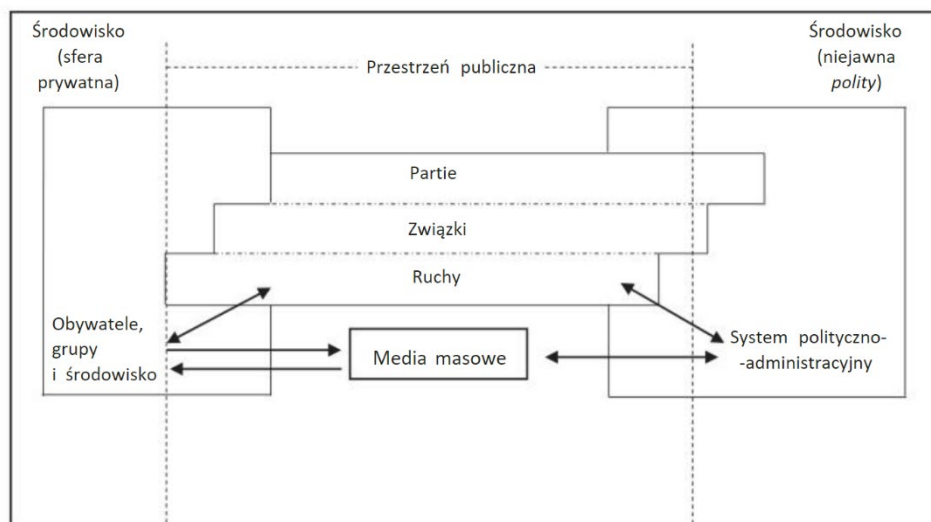 Środowisko
(sfera
prywatna)
Środowisko
(niejawna
polity)
Przestrzeń publiczna
Partie
Związki
Ruchy
Obywatele,
grupy
i środowisko
Media masowe
System polityczno-
-administracyjny